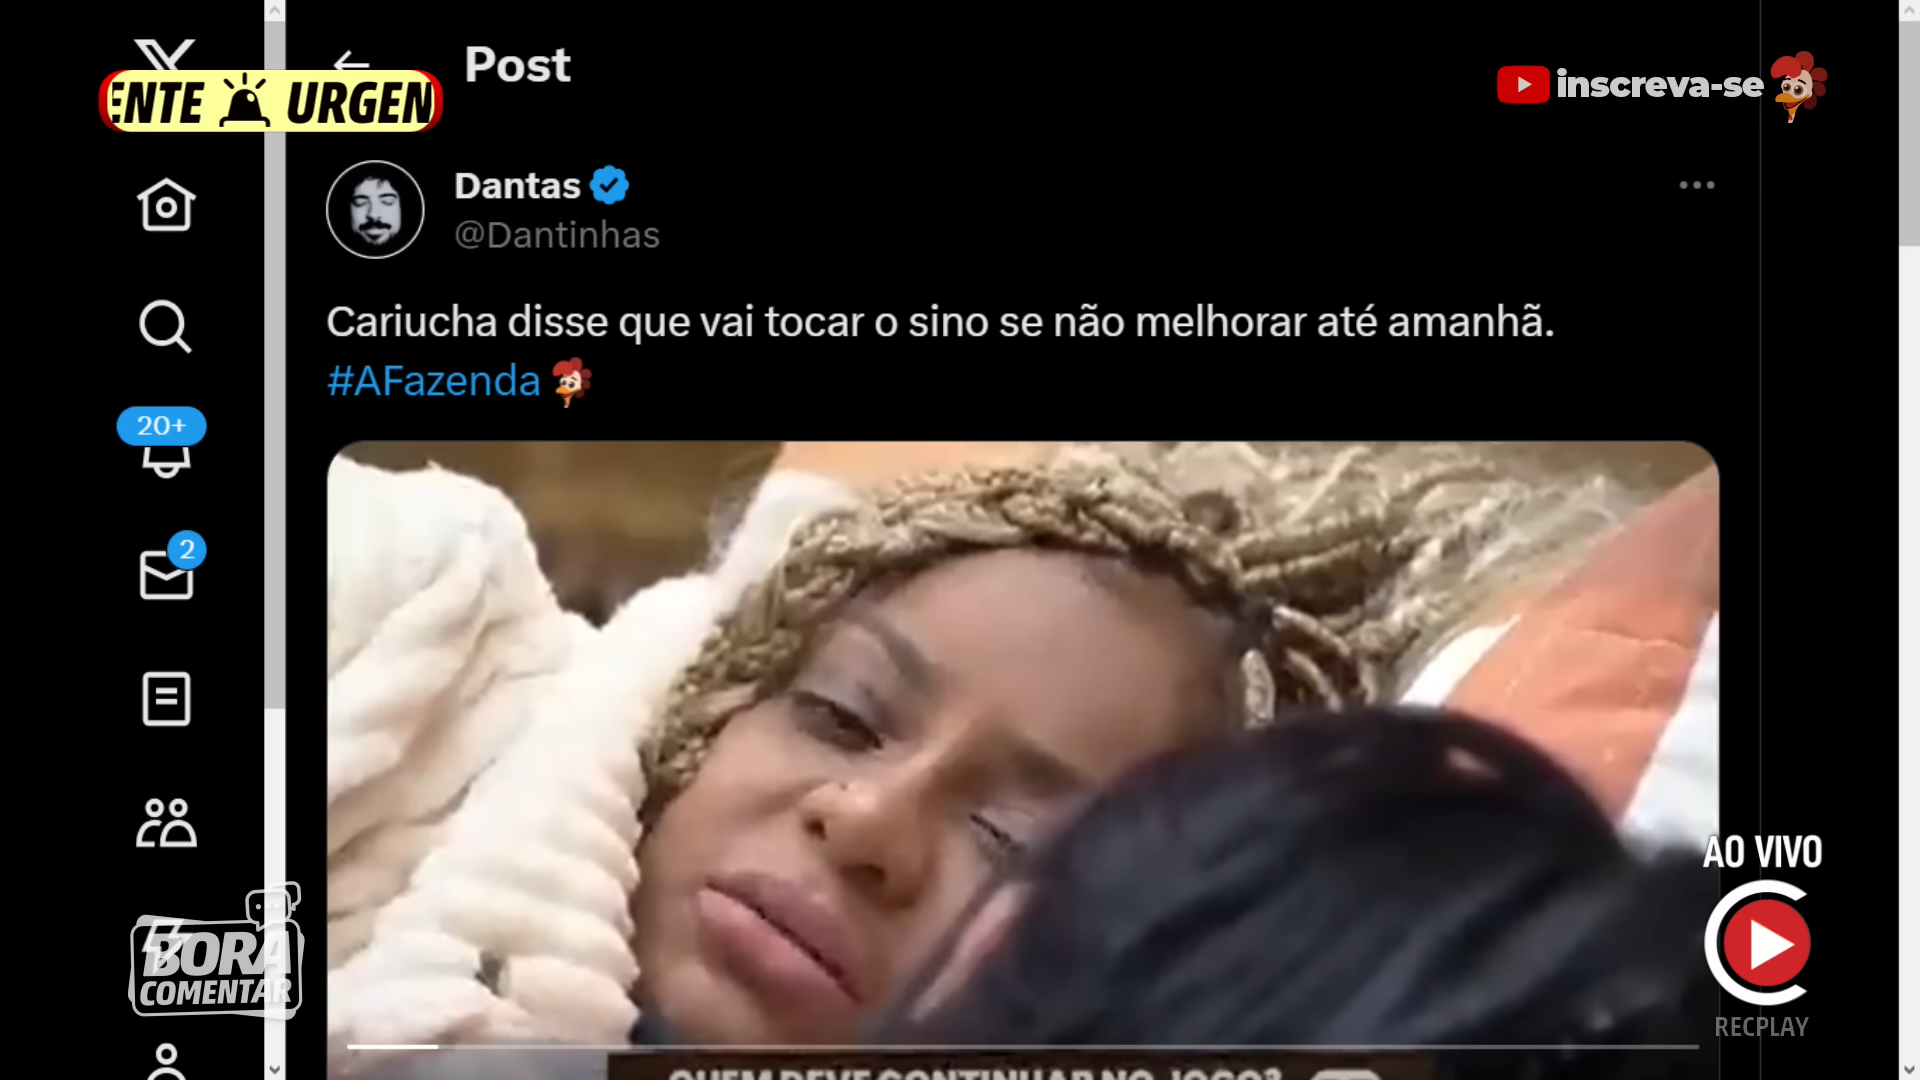 ENTE URGEN
Post
inscreva-se
Dantas
@Dantinhas
Cariucha disse que vai tocar o sino se não melhorar até amanhã.
#AFazenda
20+
2
AO VIVO
BORA
COMENTAR
RECPLAY
QUEM DEVE CONTINUAR NO JOGO?